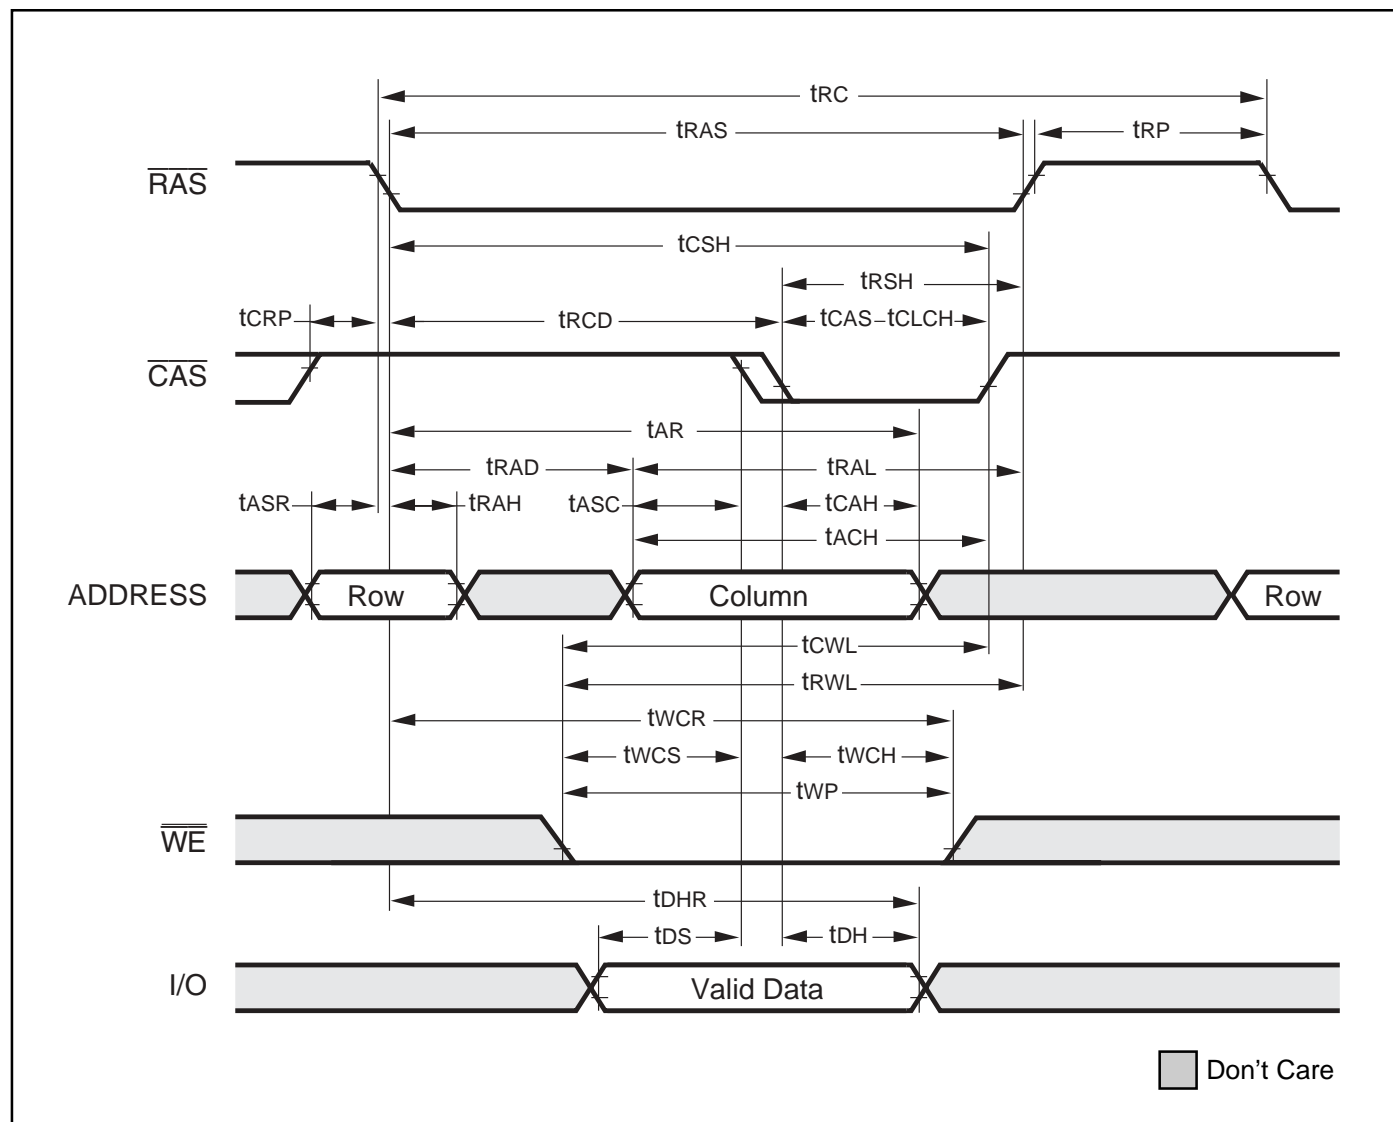 tRC
tRAS
tRP
RAS
tCSH
tRSH
tCRP
tRCD
tCAS
tCLCH
CAS
tAR
tRAD
tRAL
tASR
tRAH
tASC
tCAH
tACH
ADDRESS
Row
Column
Row
tCWL
tRWL
tWCR
tWCS
tWCH
tWP
WE
tDHR
tDS
tDH
I/O
Valid Data
Don't Care